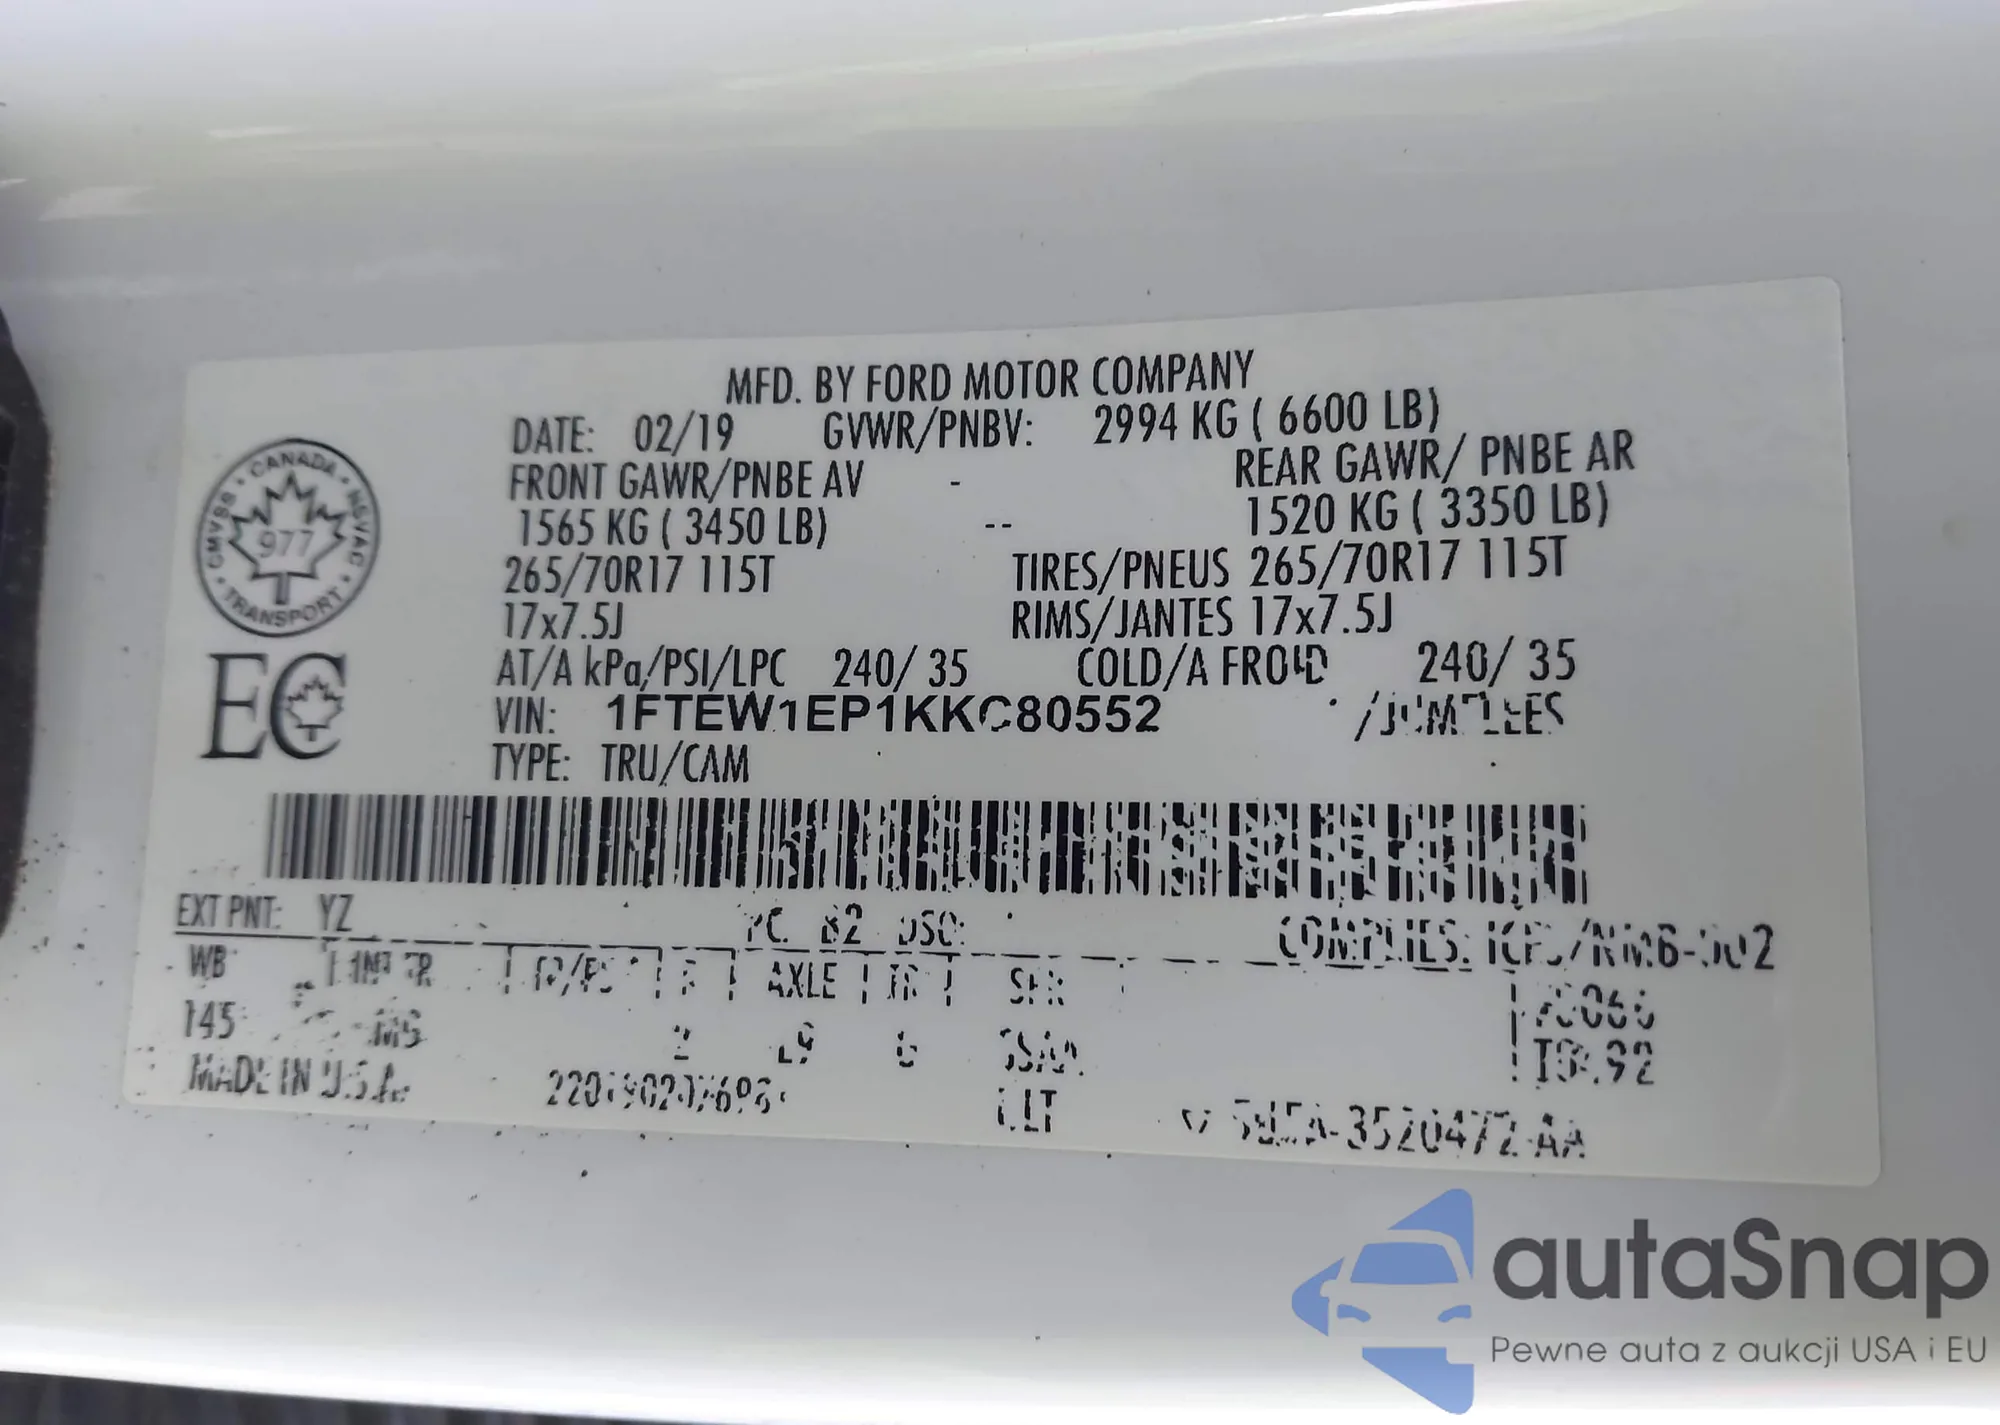 MFD. BY FORD MOTOR COMPANY
DATE: 02/19 GVWR/PNBV: 2994 KG ( 6600 LB)
FRONT GAWR/PNBE AV - REAR GAWR/ PNBE AR
1565 KG ( 3450 LB) -- 1520 KG ( 3350 LB)
265/70R17 115T TIRES/PNEUS 265/70R17 115T
17x7.5J RIMS/JANTES 17x7.5J
AT/A kPa/PSI/LPC 240/ 35 COLD/A FROID 240/ 35
VIN: 1FTEW1EP1KKC80552
TYPE: TRU/CAM
CMVSS • CANADA • NSVAC • TRANSPORT
977
EC
EXT PNT: YZ
WB AXLE
145
MADE IN U.S.A.
autaSnap
Pewne auta z aukcji USA i EU